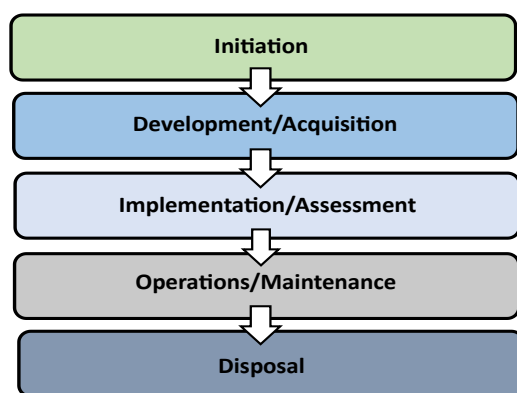 Initiation
Development/Acquisition
Implementation/Assessment
Operations/Maintenance
Disposal